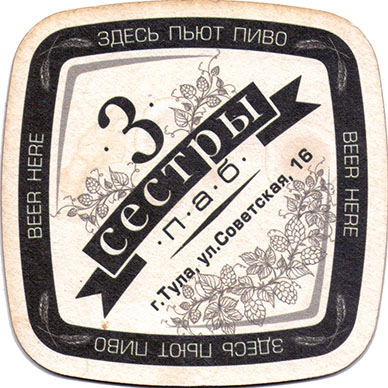 ЗДЕСЬ ПЬЮТ ПИВО
BEER HERE
BEER HERE
3
сестры
·п·а·б·
г.Тула, ул.Советская, 16
ЗДЕСЬ ПЬЮТ ПИВО